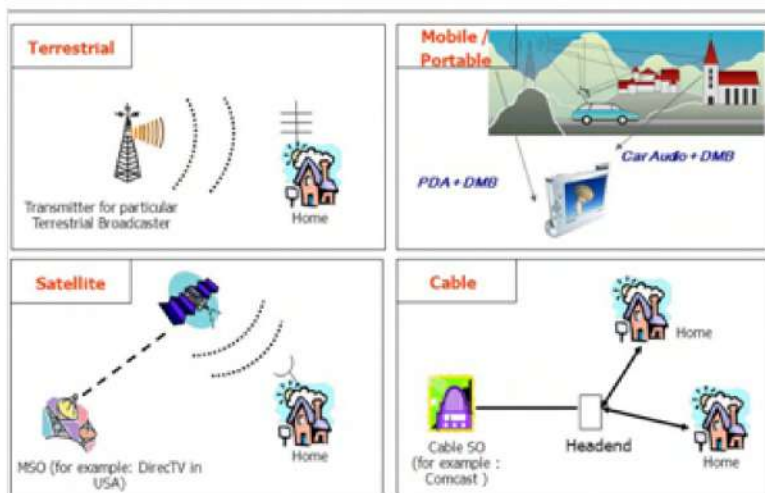 Terrestrial
Transmitter for particular
Terrestrial Broadcaster
Home
Mobile /
Portable
Car Audio + DMB
PDA + DMB
Satellite
MSO (for example: DirecTV in
USA)
Home
Cable
Home
Cable SO
(for example :
Comcast )
Headend
Home